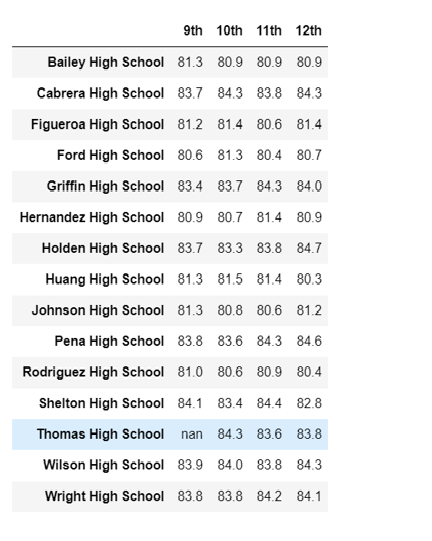 9th 10th 11th 12th
Bailey High School 81.3 80.9 80.9 80.9
Cabrera High School 83.7 84.3 83.8 84.3
Figueroa High School 81.2 81.4 80.6 81.4
Ford High School 80.6 81.3 80.4 80.7
Griffin High School 83.4 83.7 84.3 84.0
Hernandez High School 80.9 80.7 81.4 80.9
Holden High School 83.7 83.3 83.8 84.7
Huang High School 81.3 81.5 81.4 80.3
Johnson High School 81.3 80.8 80.6 81.2
Pena High School 83.8 83.6 84.3 84.6
Rodriguez High School 81.0 80.6 80.9 80.4
Shelton High School 84.1 83.4 84.4 82.8
Thomas High School nan 84.3 83.6 83.8
Wilson High School 83.9 84.0 83.8 84.3
Wright High School 83.8 83.8 84.2 84.1